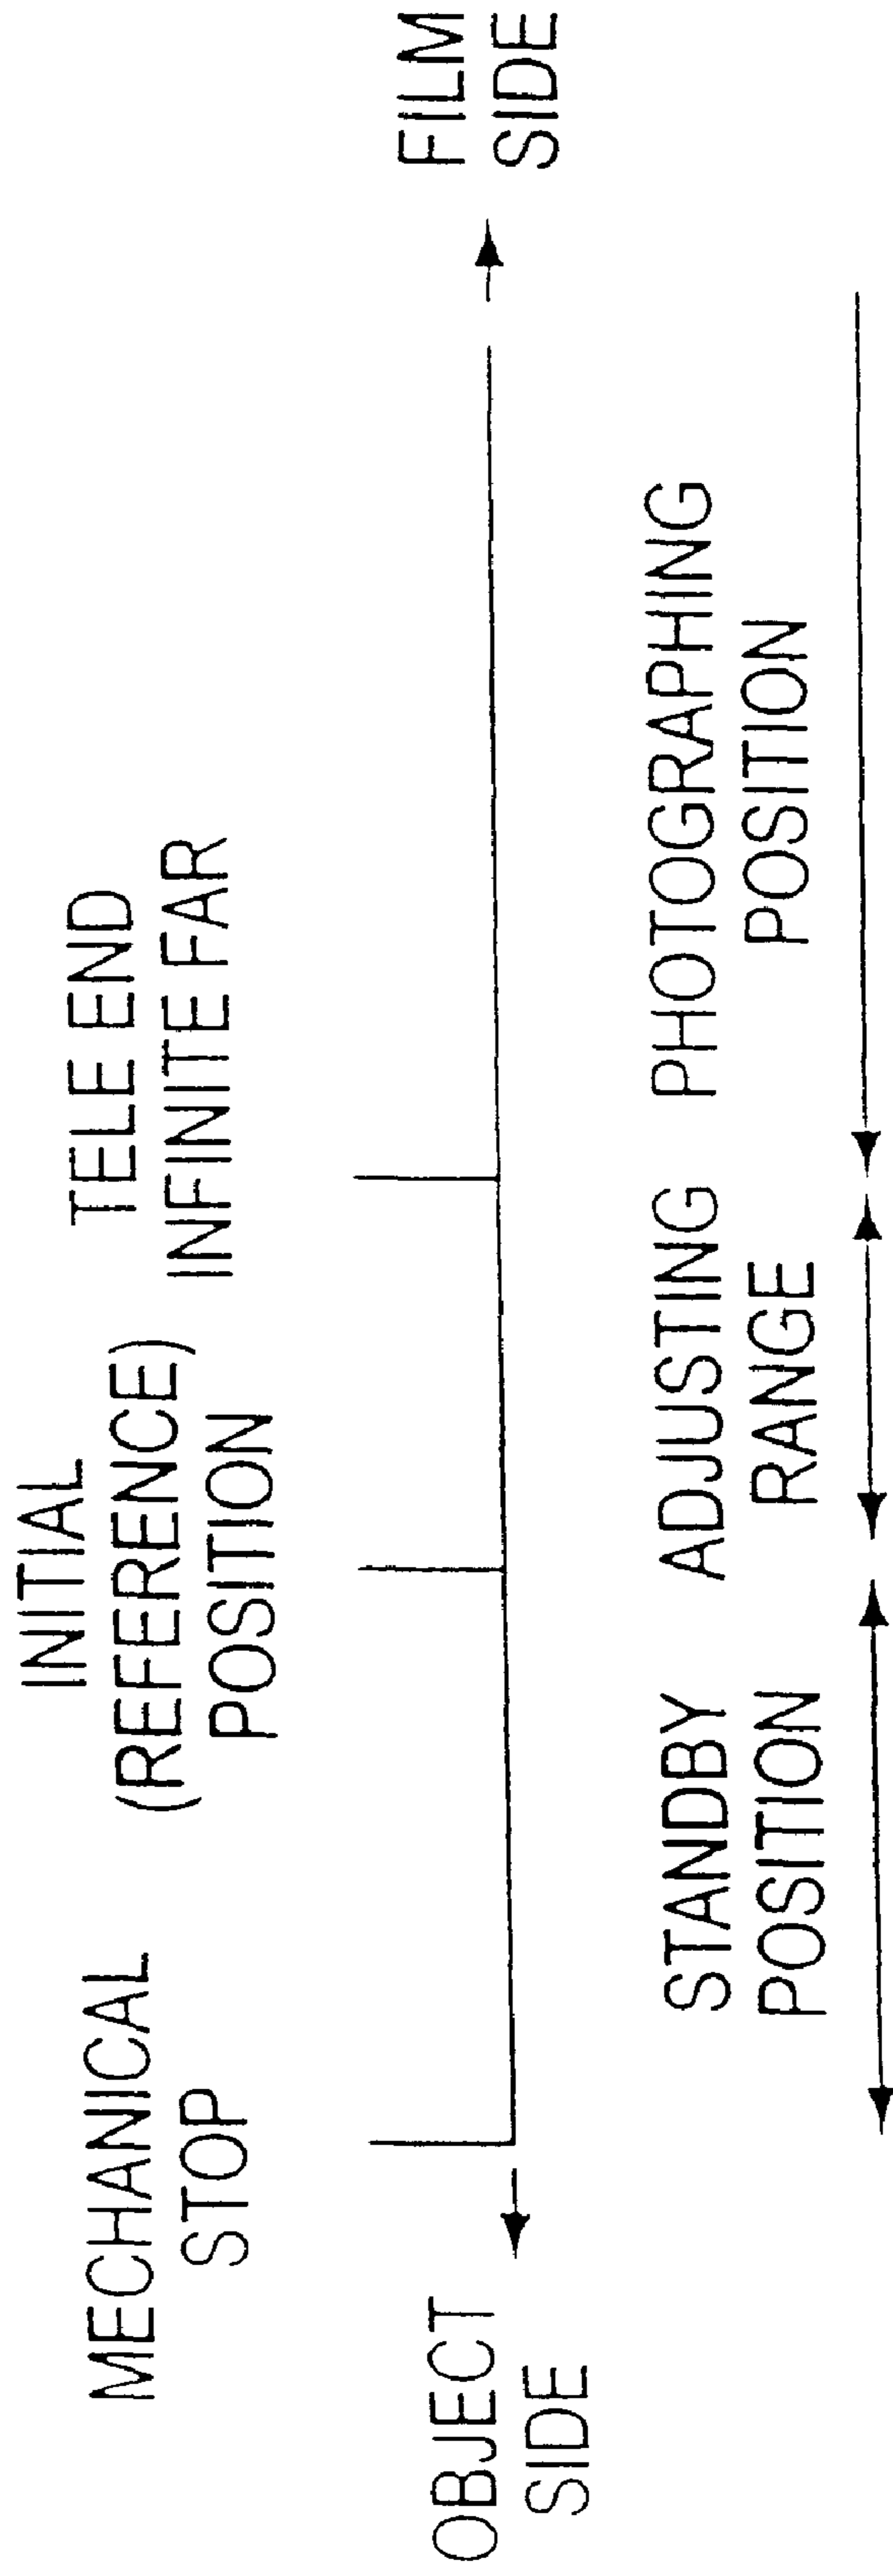 MECHANICAL
STOP
INITIAL
(REFERENCE)
POSITION
TELE END
INFINITE FAR
OBJECT
SIDE
FILM
SIDE
STANDBY
POSITION
ADJUSTING
RANGE
PHOTOGRAPHING
POSITION